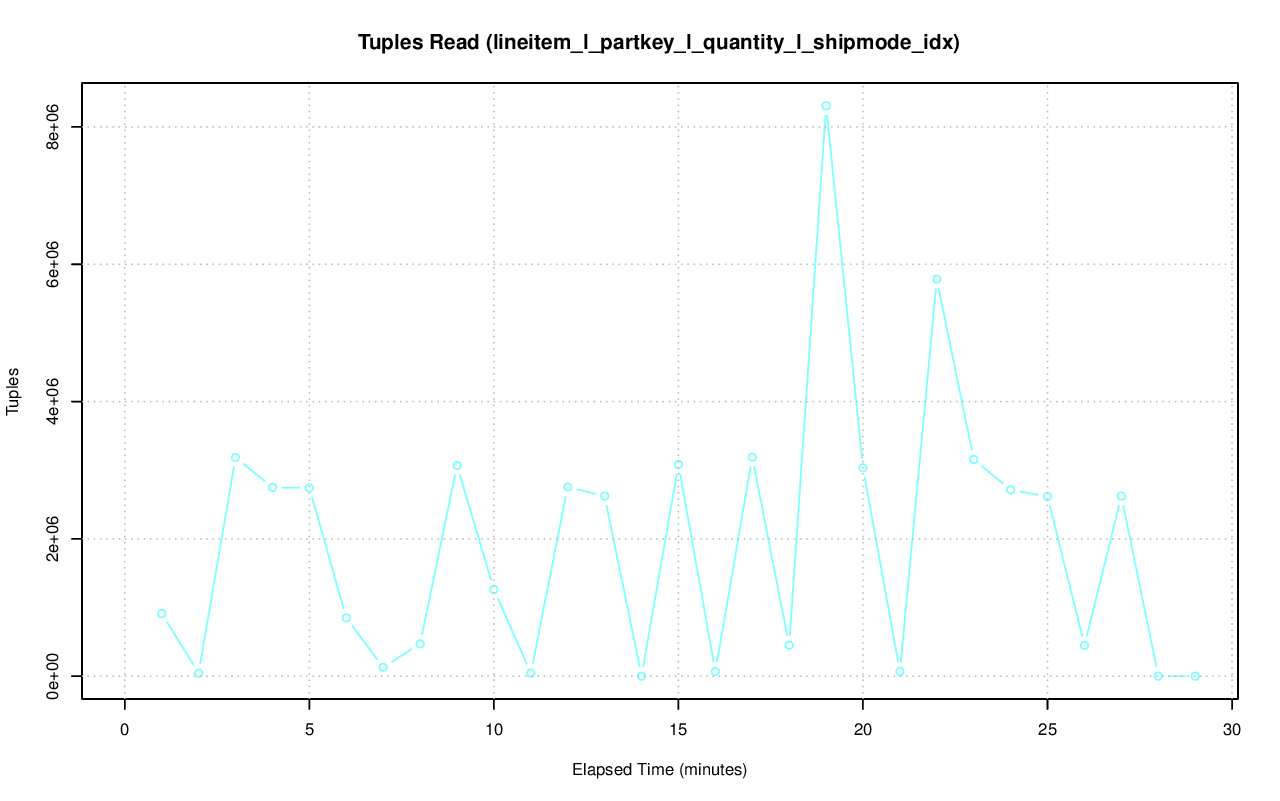 Tuples Read (lineitem_l_partkey_l_quantity_l_shipmode_idx)
8e+06
6e+06
4e+06
2e+06
0e+00
Tuples
0 5 10 15 20 25 30
Elapsed Time (minutes)